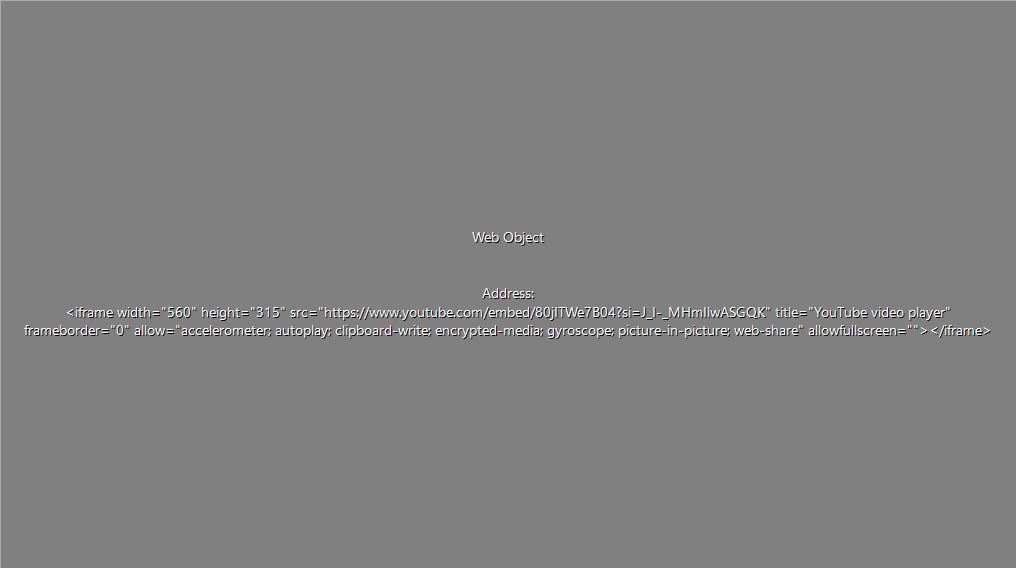 Web Object
Address:
<iframe width="560" height="315" src="https://www.youtube.com/embed/80jlTWe7B04?si=J_I-_MHmIlwASGQK" title="YouTube video player"
frameborder="0" allow="accelerometer; autoplay; clipboard-write; encrypted-media; gyroscope; picture-in-picture; web-share" allowfullscreen=""></iframe>